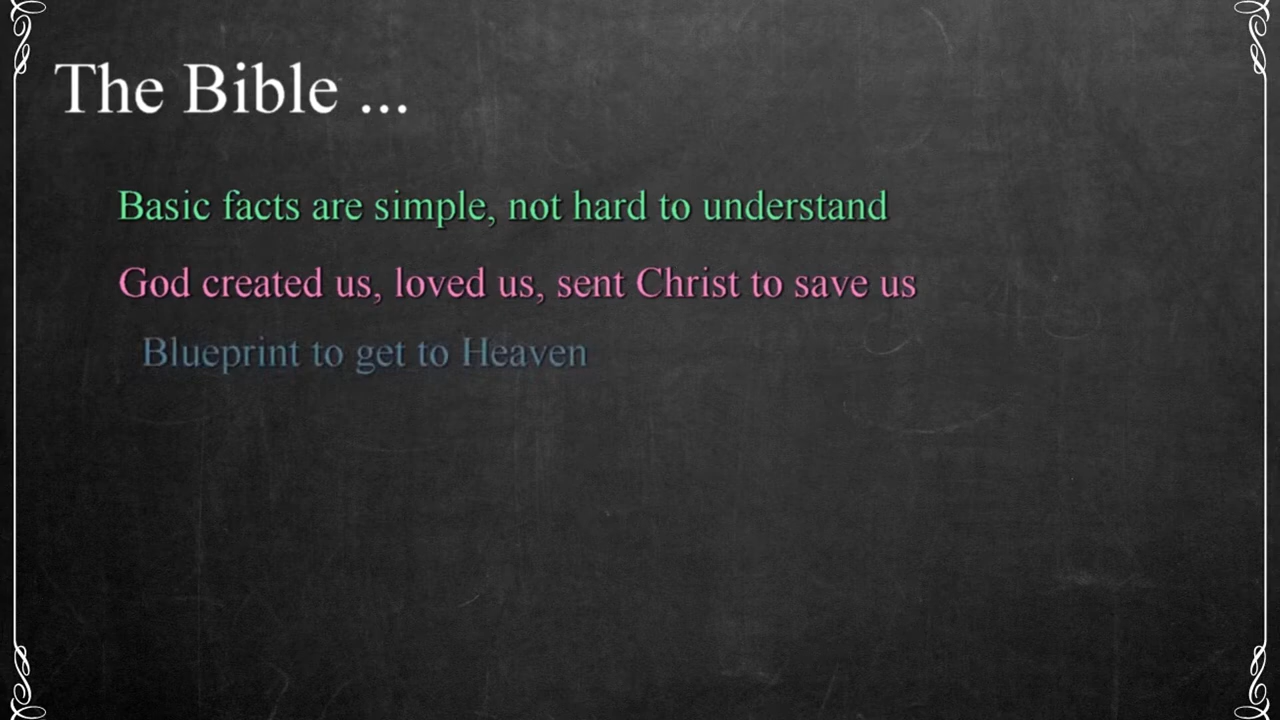 The Bible ...
Basic facts are simple, not hard to understand
God created us, loved us, sent Christ to save us
Blueprint to get to Heaven